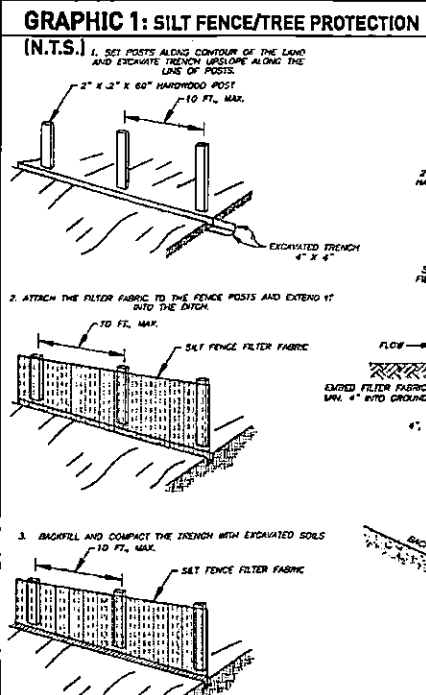 GRAPHIC 1: SILT FENCE/TREE PROTECTION
(N.T.S.)
1. SET POSTS ALONG CONTOUR OF THE LAND
AND EXCAVATE TRENCH UPSLOPE ALONG THE
LINE OF POSTS.
2" X 2" X 60" HARDWOOD POST
10 FT., MAX.
EXCAVATED TRENCH
4" X 4"
2. ATTACH THE FILTER FABRIC TO THE FENCE POSTS AND EXTEND IT
INTO THE DITCH.
10 FT., MAX.
SILT FENCE FILTER FABRIC
FLOW
EMBED FILTER FABRIC
MIN. 4" INTO GROUND
4",
3. BACKFILL AND COMPACT THE TRENCH WITH EXCAVATED SOILS
10 FT., MAX.
SILT FENCE FILTER FABRIC